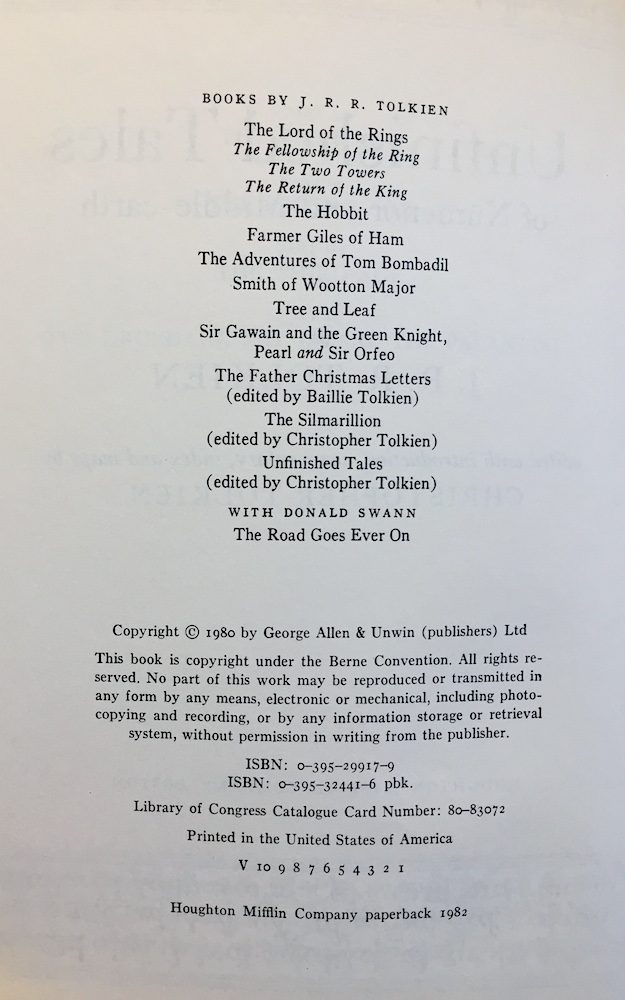 BOOKS BY J. R. R. TOLKIEN
The Lord of the Rings
The Fellowship of the Ring
The Two Towers
The Return of the King
The Hobbit
Farmer Giles of Ham
The Adventures of Tom Bombadil
Smith of Wootton Major
Tree and Leaf
Sir Gawain and the Green Knight,
Pearl and Sir Orfeo
The Father Christmas Letters
(edited by Baillie Tolkien)
The Silmarillion
(edited by Christopher Tolkien)
Unfinished Tales
(edited by Christopher Tolkien)
WITH DONALD SWANN
The Road Goes Ever On
Copyright © 1980 by George Allen & Unwin (publishers) Ltd
This book is copyright under the Berne Convention. All rights re-
served. No part of this work may be reproduced or transmitted in
any form by any means, electronic or mechanical, including photo-
copying and recording, or by any information storage or retrieval
system, without permission in writing from the publisher.
ISBN: 0-395-29917-9
ISBN: 0-395-32441-6 pbk.
Library of Congress Catalogue Card Number: 80-83072
Printed in the United States of America
V 10 9 8 7 6 5 4 3 2 1
Houghton Mifflin Company paperback 1982